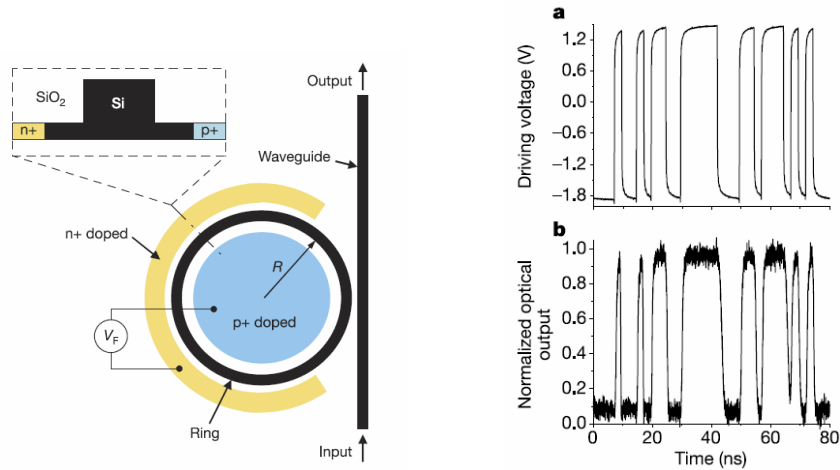 SiO2
Si
n+
p+
Output
Waveguide
n+ doped
R
p+ doped
VF
Ring
Input
a
Driving voltage (V)
1.2
0.6
0.0
−0.6
−1.2
−1.8
b
Normalized optical
output
1.0
0.8
0.6
0.4
0.2
0.0
0 20 40 60 80
Time (ns)